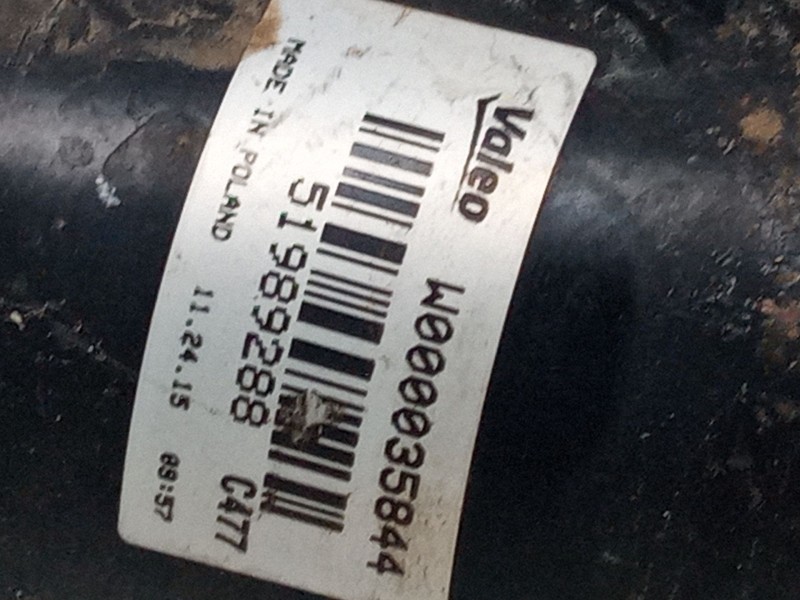 Valeo W000035844
51989288 C477
MADE IN POLAND 11.24.15 09:57